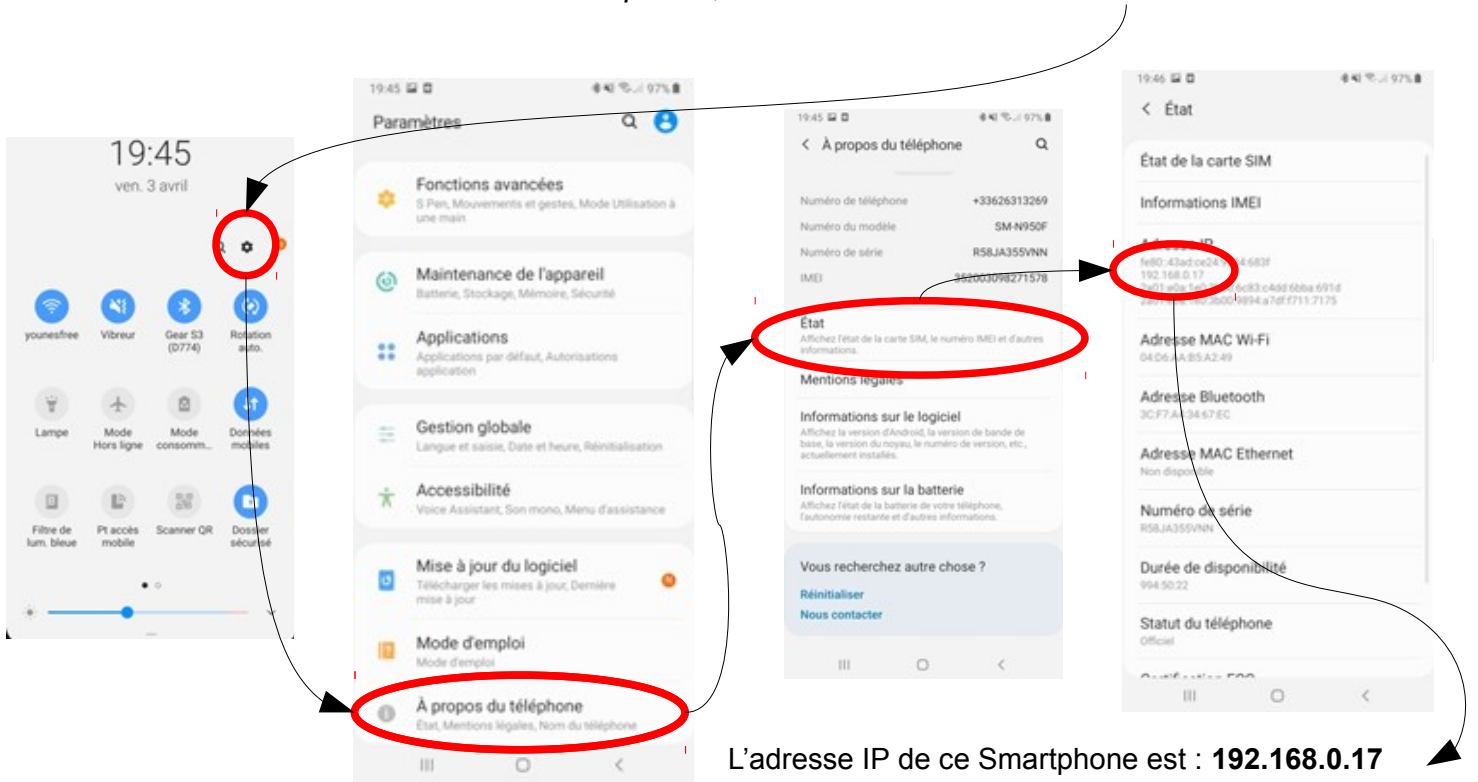 19:45
ven. 3 avril
younesfree
Vibreur
Gear S3
(D774)
Rotation
auto.
Lampe
Mode
Hors ligne
Mode
consomm...
Données
mobiles
Filtre de
lum. bleue
Pt accès
mobile
Scanner QR
Dossier
sécurisé
19:45
97%
Paramètres
Fonctions avancées
S Pen, Mouvements et gestes, Mode Utilisation à
une main
Maintenance de l'appareil
Batterie, Stockage, Mémoire, Sécurité
Applications
Applications par défaut, Autorisations
application
Gestion globale
Langue et saisie, Date et heure, Réinitialisation
Accessibilité
Voice Assistant, Son mono, Menu d'assistance
Mise à jour du logiciel
Télécharger les mises à jour, Dernière
mise à jour
N
Mode d'emploi
Mode d'emploi
À propos du téléphone
État, Mentions légales, Nom du téléphone
19:45
97%
À propos du téléphone
Numéro de téléphone +33626313269
Numéro du modèle SM-N950F
Numéro de série R58JA355VNN
IMEI 352003098271578
État
Affichez l'état de la carte SIM, le numéro IMEI et d'autres
informations.
Mentions légales
Informations sur le logiciel
Affichez la version d'Android, la version de bande de
base, la version du noyau, le numéro de version, etc.,
actuellement installés.
Informations sur la batterie
Affichez l'état de la batterie de votre téléphone,
l'autonomie restante et d'autres informations.
Vous recherchez autre chose ?
Réinitialiser
Nous contacter
19:46
97%
État
État de la carte SIM
Informations IMEI
Adresse IP
192.168.0.17
Adresse MAC Wi-Fi
04:D6:AA:B5:A2:49
Adresse Bluetooth
Adresse MAC Ethernet
Non disponible
Numéro de série
R58JA355VNN
Durée de disponibilité
994:50:22
Statut du téléphone
Officiel
L'adresse IP de ce Smartphone est : 192.168.0.17